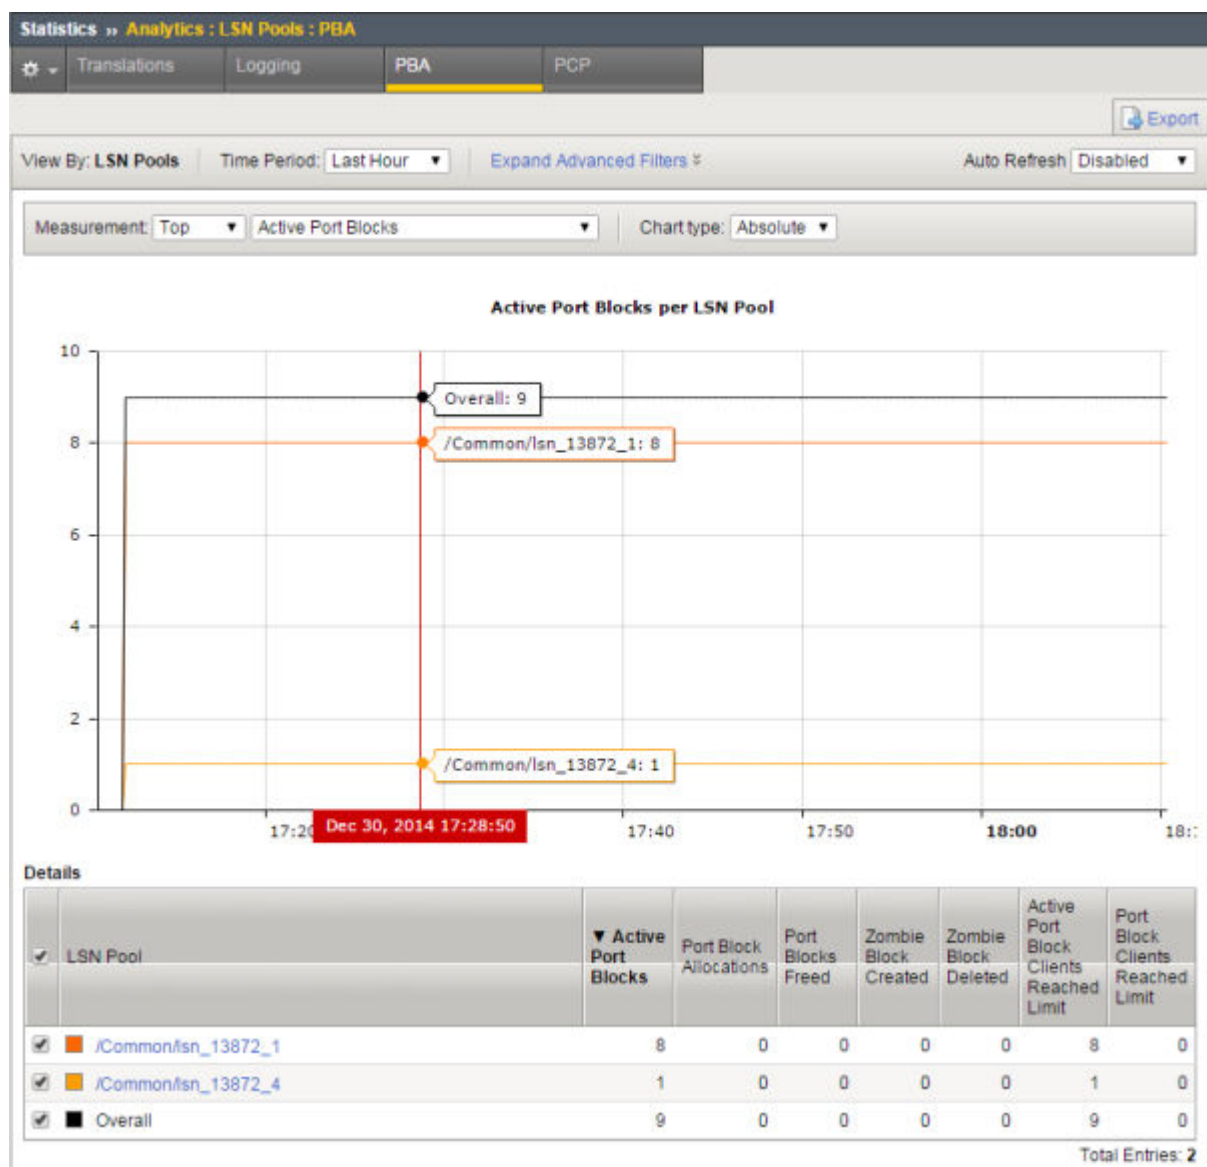 Statistics ›› Analytics : LSN Pools : PBA
Translations Logging PBA PCP
Export
View By: LSN Pools Time Period: Last Hour Expand Advanced Filters Auto Refresh Disabled
Measurement: Top Active Port Blocks Chart type: Absolute
Active Port Blocks per LSN Pool
10
Overall: 9
8
/Common/lsn_13872_1: 8
6
4
2
/Common/lsn_13872_4: 1
0
17:20 Dec 30, 2014 17:28:50 17:40 17:50 18:00 18:
Details
LSN Pool ▼ Active Port Blocks Port Block Allocations Port Blocks Freed Zombie Block Created Zombie Block Deleted Active Port Block Clients Reached Limit Port Block Clients Reached Limit
/Common/lsn_13872_1 8 0 0 0 0 8 0
/Common/lsn_13872_4 1 0 0 0 0 1 0
Overall 9 0 0 0 0 9 0
Total Entries: 2